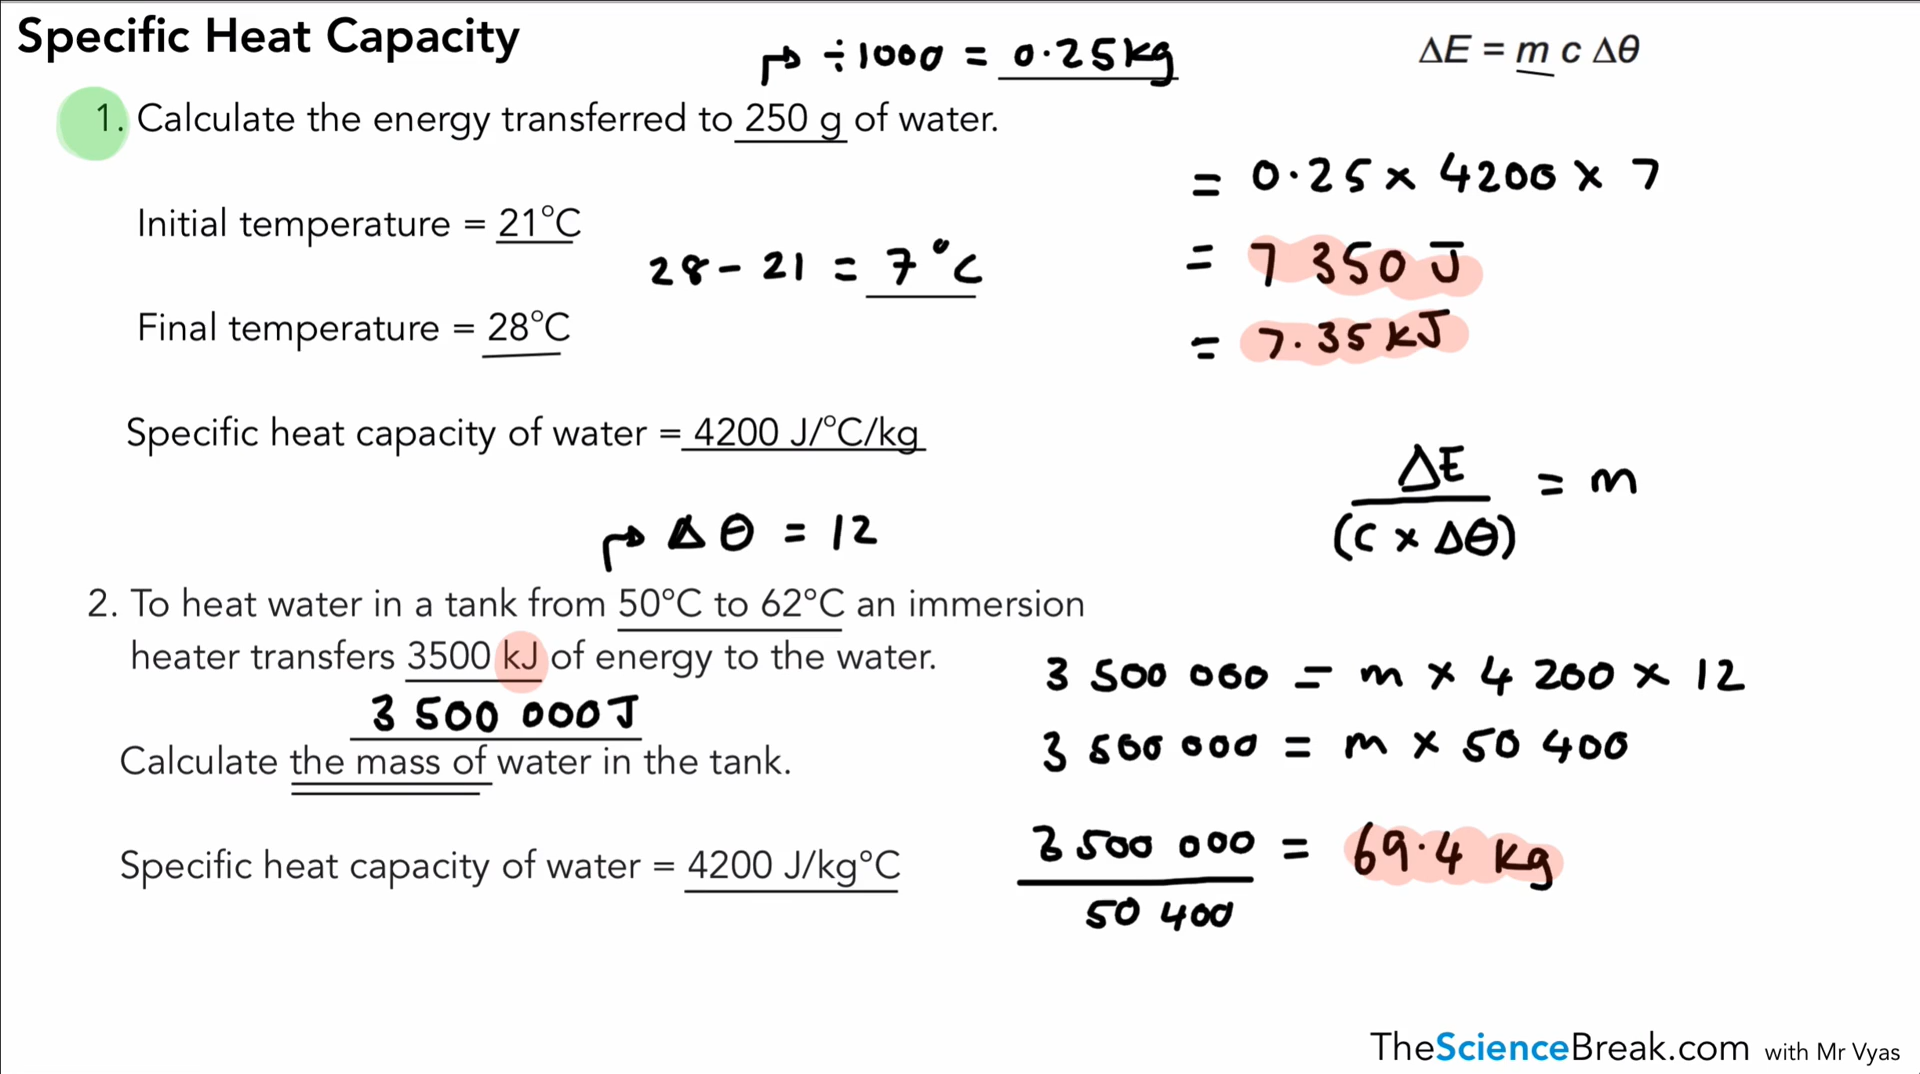 Specific Heat Capacity
÷1000 = 0.25kg
ΔE = m c Δθ
1. Calculate the energy transferred to 250 g of water.
= 0.25 × 4200 × 7
Initial temperature = 21°C
28 - 21 = 7°C
= 7 350 J
Final temperature = 28°C
= 7.35 kJ
Specific heat capacity of water = 4200 J/°C/kg
ΔE
= m
(c × Δθ)
Δθ = 12
2. To heat water in a tank from 50°C to 62°C an immersion
heater transfers 3500 kJ of energy to the water.
3 500 000 = m × 4 200 × 12
3 500 000J
3 500 000 = m × 50 400
Calculate the mass of water in the tank.
3 500 000 = 69.4 kg
50 400
Specific heat capacity of water = 4200 J/kg°C
TheScienceBreak.com with Mr Vyas